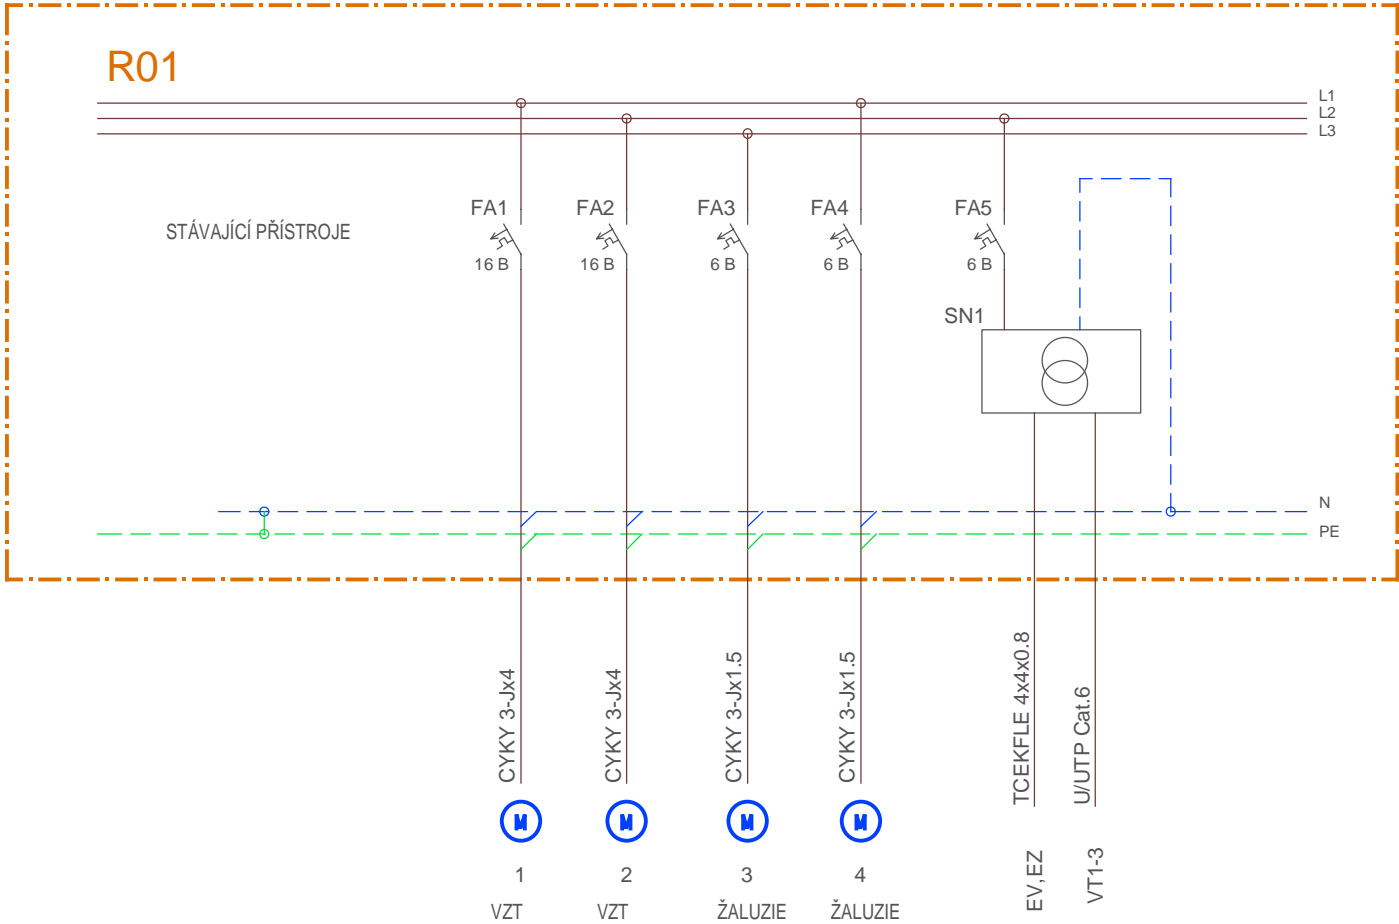 R01
L1
L2
L3
STÁVAJÍCÍ PŘÍSTROJE
FA1
16 B
FA2
16 B
FA3
6 B
FA4
6 B
FA5
6 B
SN1
N
PE
CYKY 3-Jx4
CYKY 3-Jx4
CYKY 3-Jx1.5
CYKY 3-Jx1.5
TCEKFLE 4x4x0.8
U/UTP Cat.6
M
M
M
M
1
2
3
4
EV,EZ
VT1-3
VZT
VZT
ŽALUZIE
ŽALUZIE